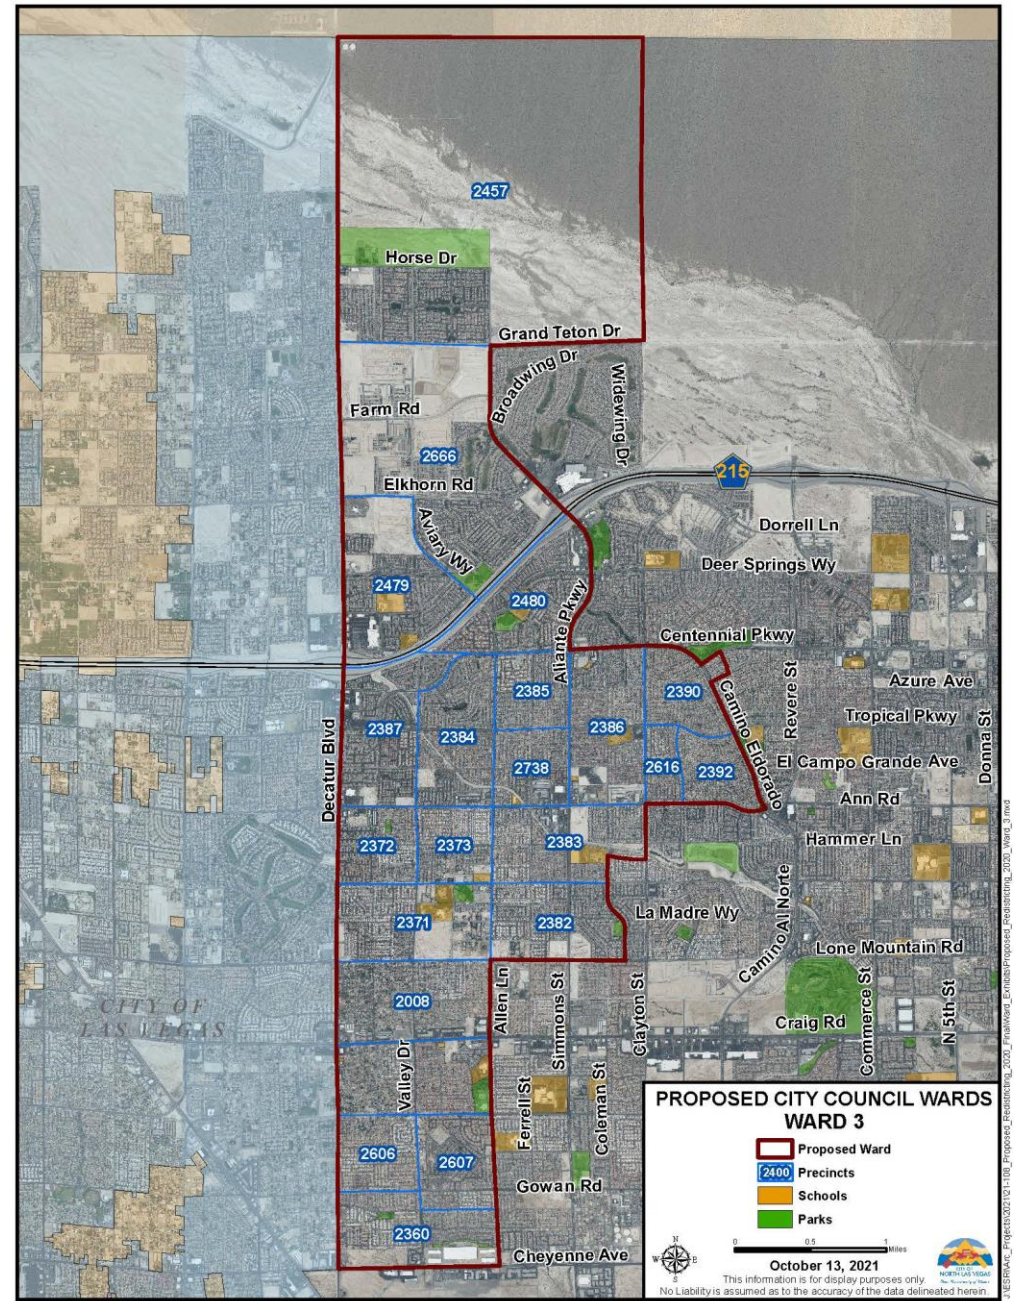 2457
Horse Dr
Grand Teton Dr
Broadwing Dr
Widewing Dr
Farm Rd
2666
215
Elkhorn Rd
Aviary Wy
Dorrell Ln
Deer Springs Wy
2479
2480
Aliante Pkwy
Centennial Pkwy
Azure Ave
2385
2390
Camino Eldorado
Revere St
Tropical Pkwy
Donna St
Decatur Blvd
2387
2384
2386
2738
2616
2392
El Campo Grande Ave
Ann Rd
Hammer Ln
2372
2373
2383
2371
2382
La Madre Wy
Camino Al Norte
Lone Mountain Rd
CITY OF
LAS VEGAS
2008
Allen Ln
Simmons St
Clayton St
Craig Rd
Commerce St
N 5th St
Valley Dr
Ferrell St
Coleman St
2606
2607
Gowan Rd
2360
Cheyenne Ave
PROPOSED CITY COUNCIL WARDS
WARD 3
Proposed Ward
2400 Precincts
Schools
Parks
N
W E
S
0 0.5 1
Miles
October 13, 2021
This information is for display purposes only.
No Liability is assumed as to the accuracy of the data delineated herein.
CITY OF
NORTH LAS VEGAS